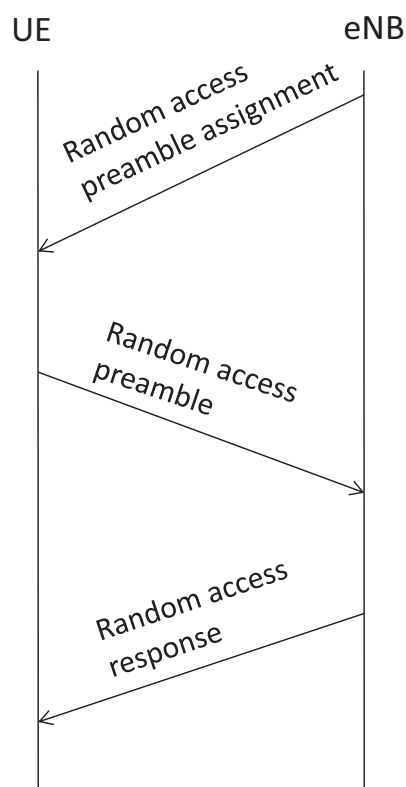 UE
eNB
Random access
preamble assignment
Random access
preamble
Random access
response